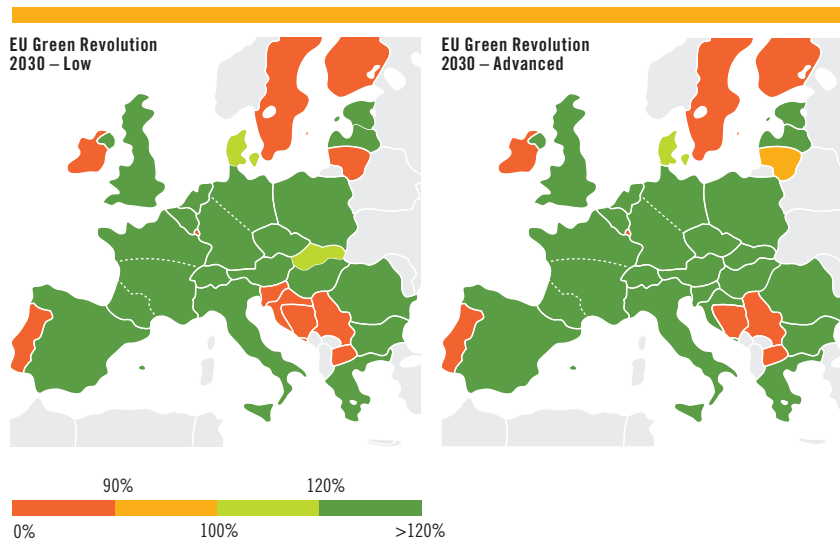 EU Green Revolution
2030 – Low
EU Green Revolution
2030 – Advanced
90%
120%
0%
100%
>120%